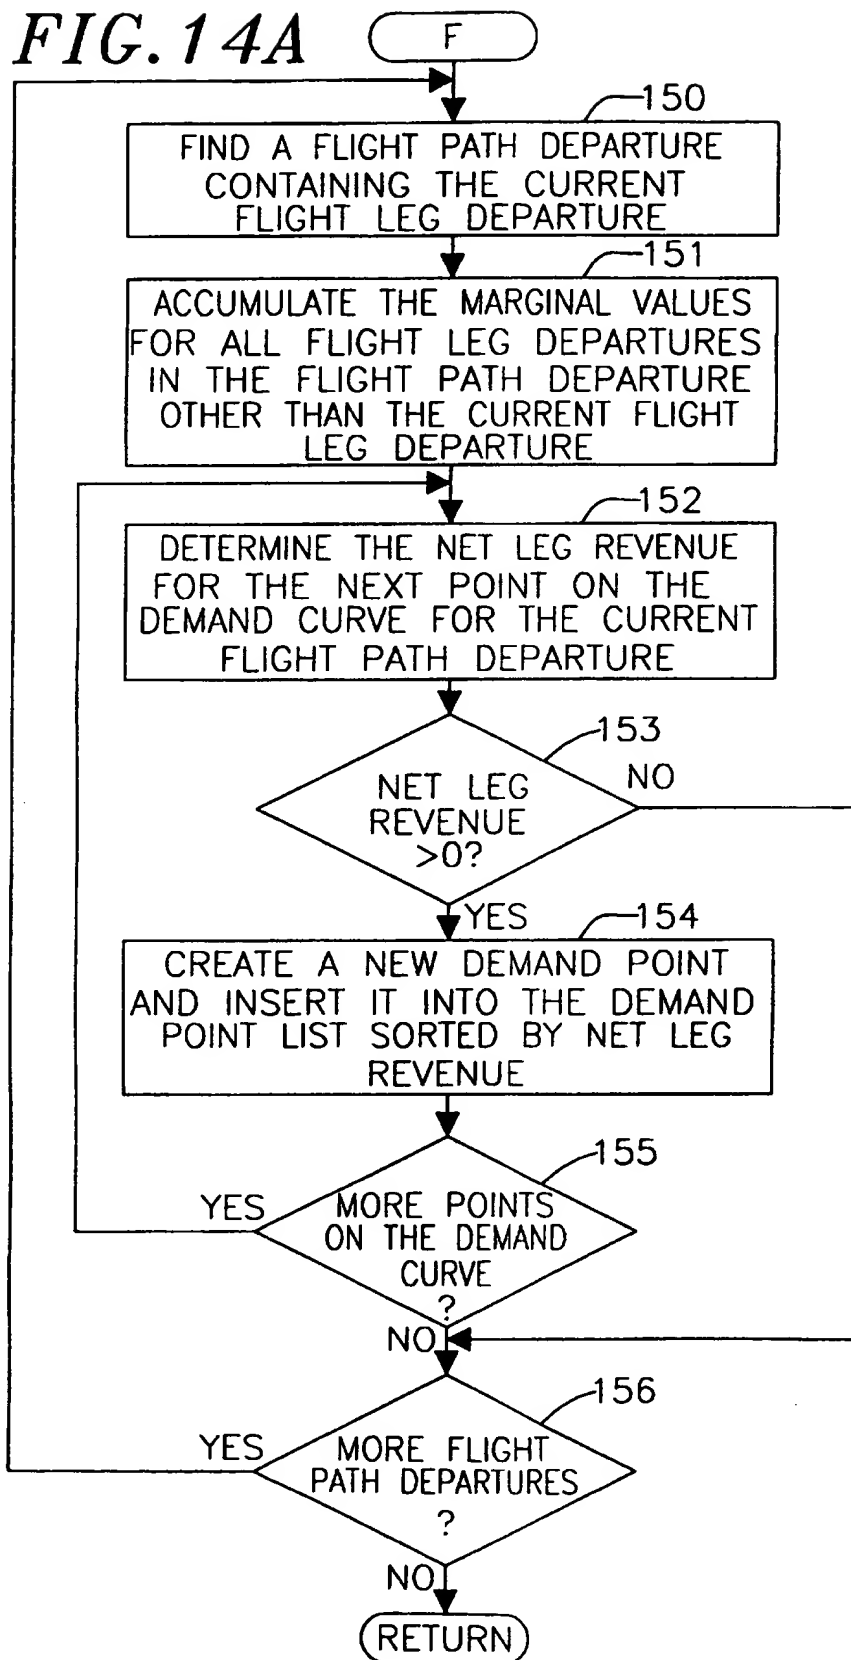 FIG.14A
F
150
FIND A FLIGHT PATH DEPARTURE
CONTAINING THE CURRENT
FLIGHT LEG DEPARTURE
151
ACCUMULATE THE MARGINAL VALUES
FOR ALL FLIGHT LEG DEPARTURES
IN THE FLIGHT PATH DEPARTURE
OTHER THAN THE CURRENT FLIGHT
LEG DEPARTURE
152
DETERMINE THE NET LEG REVENUE
FOR THE NEXT POINT ON THE
DEMAND CURVE FOR THE CURRENT
FLIGHT PATH DEPARTURE
153
NO
NET LEG
REVENUE
>0?
YES
154
CREATE A NEW DEMAND POINT
AND INSERT IT INTO THE DEMAND
POINT LIST SORTED BY NET LEG
REVENUE
155
YES
MORE POINTS
ON THE DEMAND
CURVE
?
NO
156
YES
MORE FLIGHT
PATH DEPARTURES
?
NO
RETURN